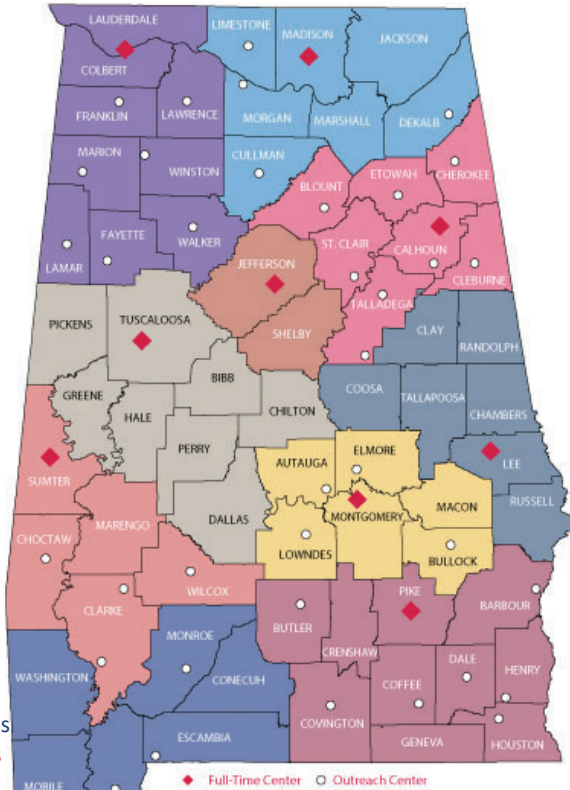 LAUDERDALE
LIMESTONE
MADISON
JACKSON
COLBERT
FRANKLIN
LAWRENCE
MORGAN
MARSHALL
DEKALB
MARION
WINSTON
CULLMAN
BLOUNT
ETOWAH
CHEROKEE
FAYETTE
WALKER
LAMAR
JEFFERSON
ST. CLAIR
CALHOUN
CLEBURNE
TALLADEGA
PICKENS
TUSCALOOSA
SHELBY
CLAY
RANDOLPH
BIBB
GREENE
HALE
CHILTON
COOSA
TALLAPOOSA
CHAMBERS
PERRY
AUTAUGA
ELMORE
LEE
SUMTER
RUSSELL
MARENGO
DALLAS
MONTGOMERY
MACON
CHOCTAW
LOWNDES
BULLOCK
WILCOX
CLARKE
PIKE
BARBOUR
BUTLER
MONROE
CRENSHAW
WASHINGTON
CONECUH
COFFEE
DALE
HENRY
COVINGTON
s
ESCAMBIA
GENEVA
HOUSTON
MOBILE
Full-Time Center Outreach Center